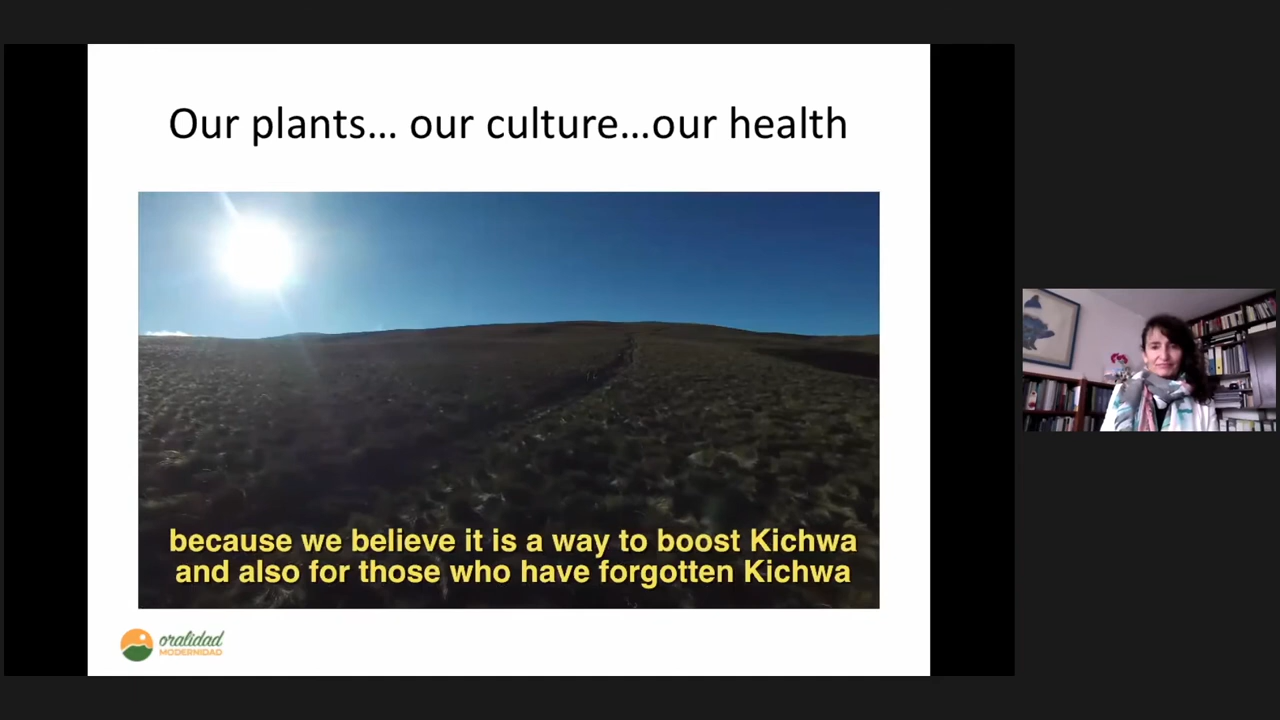 Our plants... our culture...our health
because we believe it is a way to boost Kichwa
and also for those who have forgotten Kichwa
oralidad
MODERNIDAD